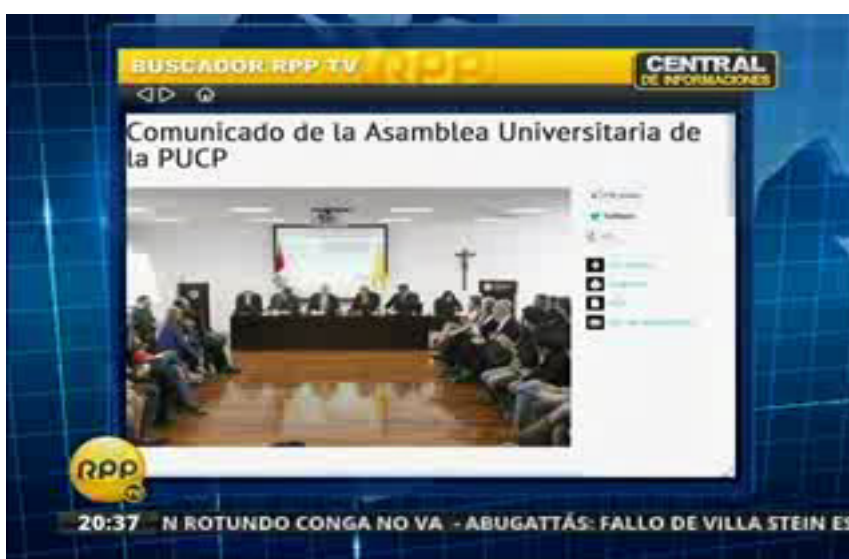 BUSCADOR RPP TV
RPP
CENTRAL
DE INFORMACIONES
Comunicado de la Asamblea Universitaria de
la PUCP
RPP
20:37 N ROTUNDO CONGA NO VA - ABUGATTÁS: FALLO DE VILLA STEIN ES